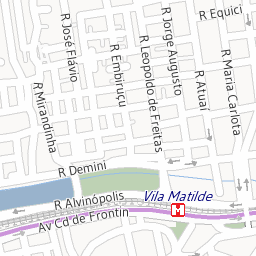 R Equici
R José Flávio
R Embiruçu
R Leopoldo de Freitas
R Jorge Augusto
R Atuaí
R Maria Carlota
R Mirandinha
R Demini
Vila Matilde
R Alvinópolis
M
Av Cd de Frontin